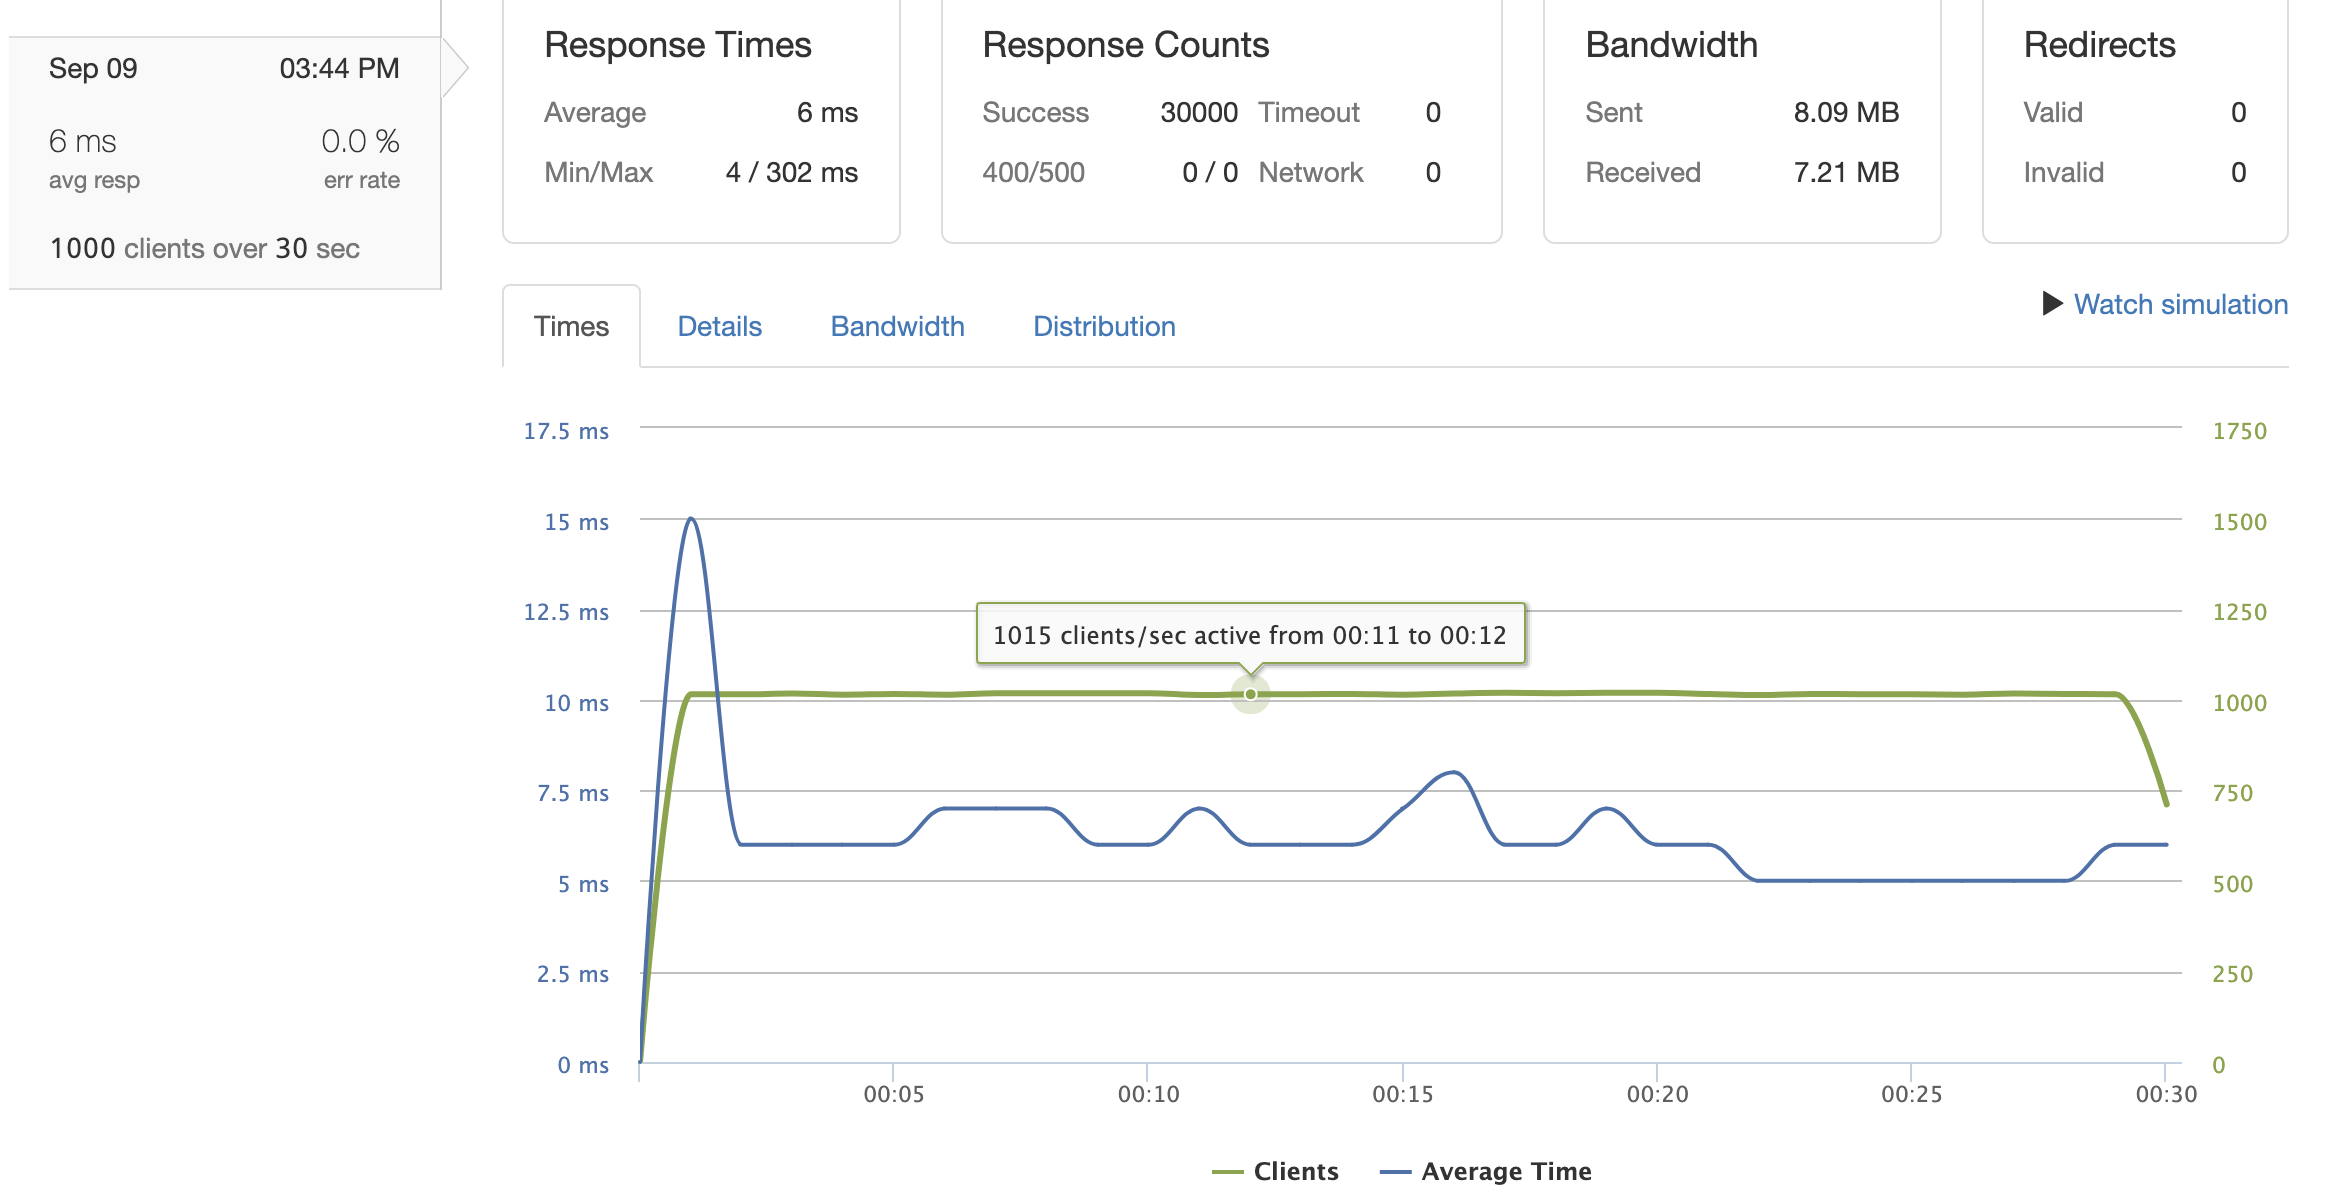 Sep 09 03:44 PM
6 ms 0.0 %
avg resp err rate
1000 clients over 30 sec
Response Times
Average 6 ms
Min/Max 4 / 302 ms
Response Counts
Success 30000 Timeout 0
400/500 0 / 0 Network 0
Bandwidth
Sent 8.09 MB
Received 7.21 MB
Redirects
Valid 0
Invalid 0
Times Details Bandwidth Distribution
Watch simulation
17.5 ms 1750
15 ms 1500
12.5 ms 1250
1015 clients/sec active from 00:11 to 00:12
10 ms 1000
7.5 ms 750
5 ms 500
2.5 ms 250
0 ms 0
00:05 00:10 00:15 00:20 00:25 00:30
Clients Average Time